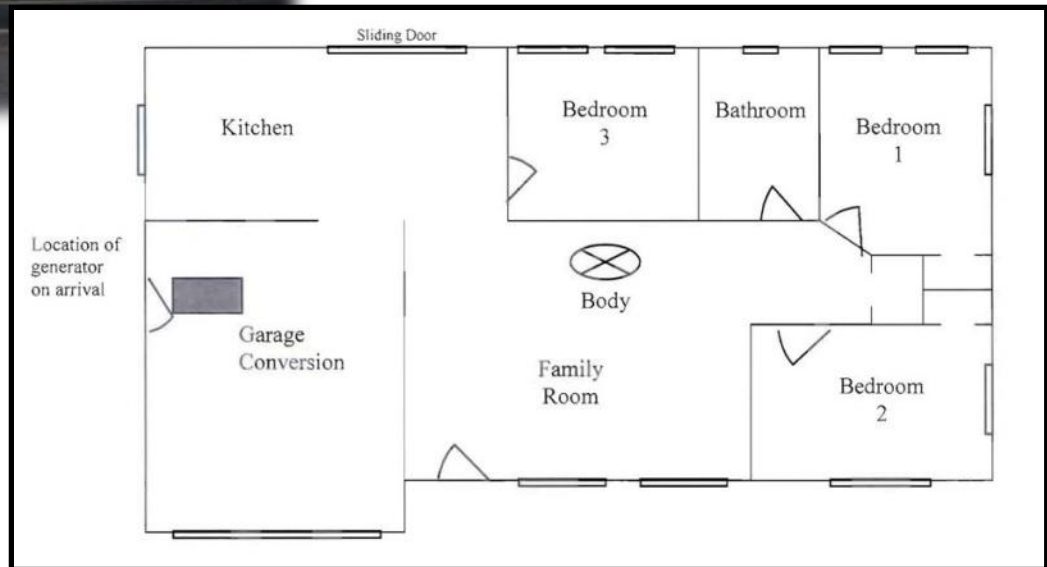 Sliding Door
Kitchen
Bedroom
3
Bathroom
Bedroom
1
Location of
generator
on arrival
Body
Garage
Conversion
Family
Room
Bedroom
2